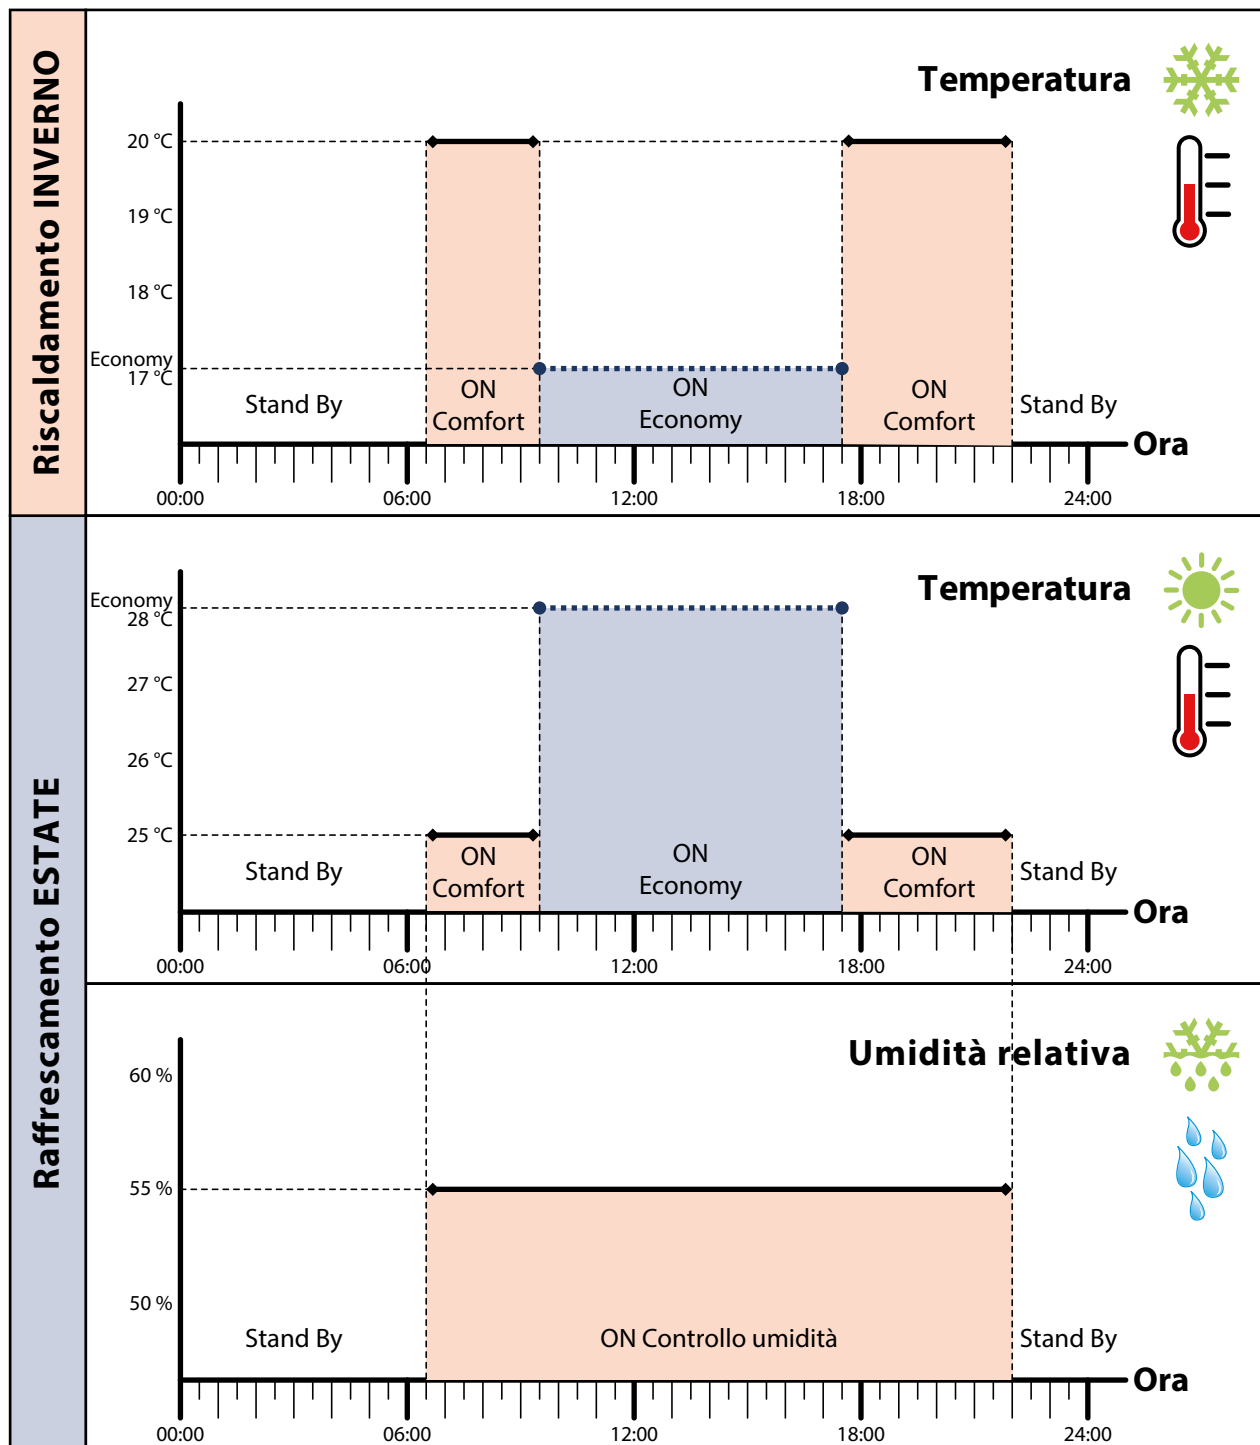 Riscaldamento INVERNO
Temperatura
20 °C
19 °C
18 °C
Economy
17 °C
Stand By
ON
Comfort
ON
Economy
ON
Comfort
Stand By
Ora
00:00
06:00
12:00
18:00
24:00
Raffrescamento ESTATE
Temperatura
Economy
28 °C
27 °C
26 °C
25 °C
Stand By
ON
Comfort
ON
Economy
ON
Comfort
Stand By
Ora
00:00
06:00
12:00
18:00
24:00
Umidità relativa
60 %
55 %
50 %
Stand By
ON Controllo umidità
Stand By
Ora
00:00
06:00
12:00
18:00
24:00